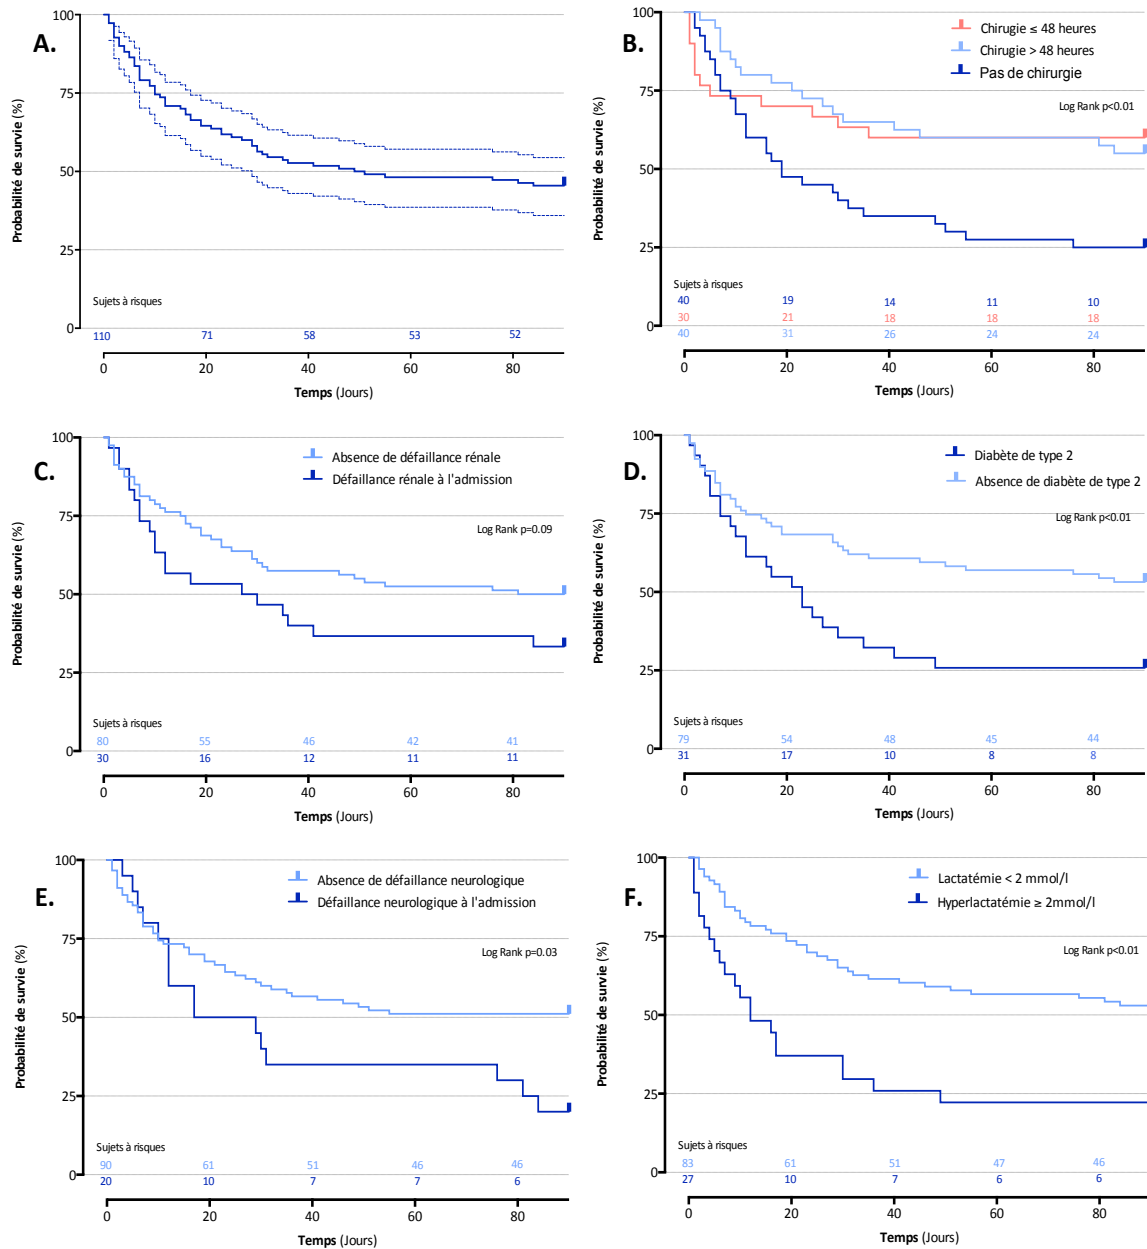 A.
Probabilité de survie (%)
100
75
50
25
0
Sujets à risques
110 71 58 53 52
0 20 40 60 80
Temps (Jours)
B.
Probabilité de survie (%)
100
75
50
25
0
Chirugie ≤ 48 heures
Chirugie > 48 heures
Pas de chirurgie
Log Rank p<0.01
Sujets à risques
40 19 14 11 10
30 21 18 18 18
40 31 26 24 24
0 20 40 60 80
Temps (Jours)
C.
Probabilité de survie (%)
100
75
50
25
0
Absence de défaillance rénale
Défaillance rénale à l'admission
Log Rank p=0.09
Sujets à risques
80 55 46 42 41
30 16 12 11 11
0 20 40 60 80
Temps (Jours)
D.
Probabilité de survie (%)
100
75
50
25
0
Diabète de type 2
Absence de diabète de type 2
Log Rank p<0.01
Sujets à risques
79 54 48 45 44
31 17 10 8 8
0 20 40 60 80
Temps (Jours)
E.
Probabilité de survie (%)
100
75
50
25
0
Absence de défaillance neurologique
Défaillance neurologique à l'admission
Log Rank p=0.03
Sujets à risques
90 61 51 46 46
20 10 7 7 6
0 20 40 60 80
Temps (Jours)
F.
Probabilité de survie (%)
100
75
50
25
0
Lactatémie < 2 mmol/l
Hyperlactatémie ≥ 2mmol/l
Log Rank p<0.01
Sujets à risques
83 61 51 47 46
27 10 7 6 6
0 20 40 60 80
Temps (Jours)